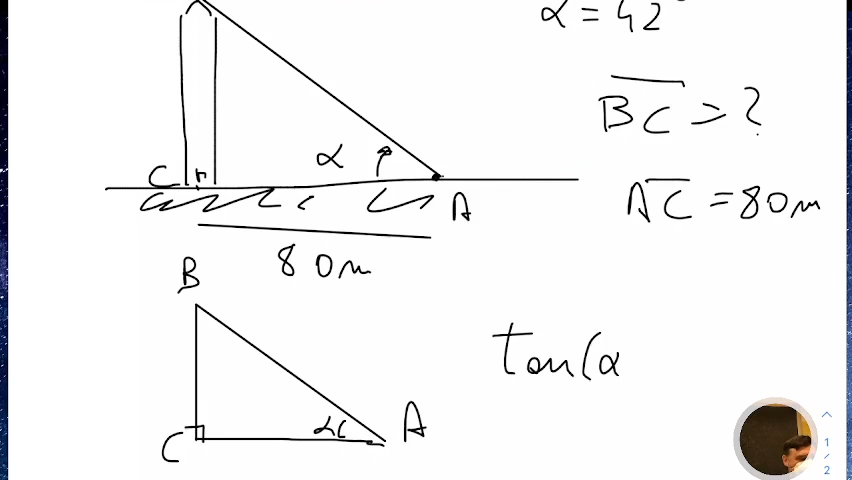 α = 42°
BC = ?
α
C
AC = 80m
A
80m
B
tan(α
α
A
C
1
/
2